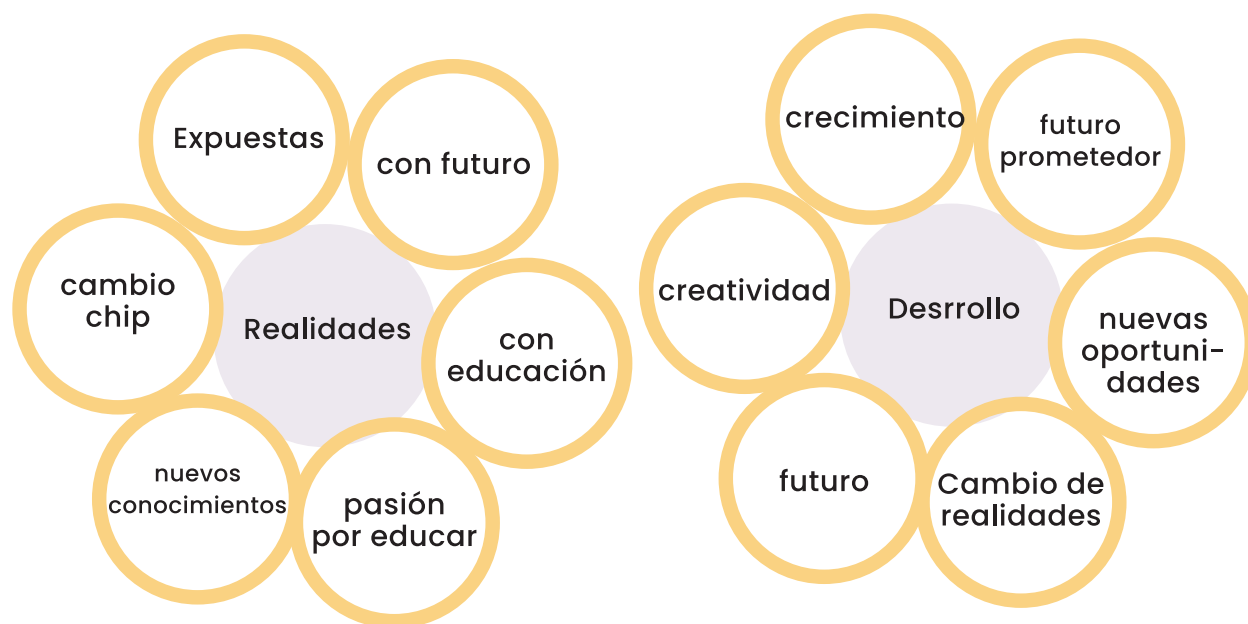 Expuestas
con futuro
cambio
chip
Realidades
con
educación
nuevos
conocimientos
pasión
por educar
crecimiento
futuro
prometedor
creatividad
Desrrollo
nuevas
oportuni-
dades
futuro
Cambio de
realidades